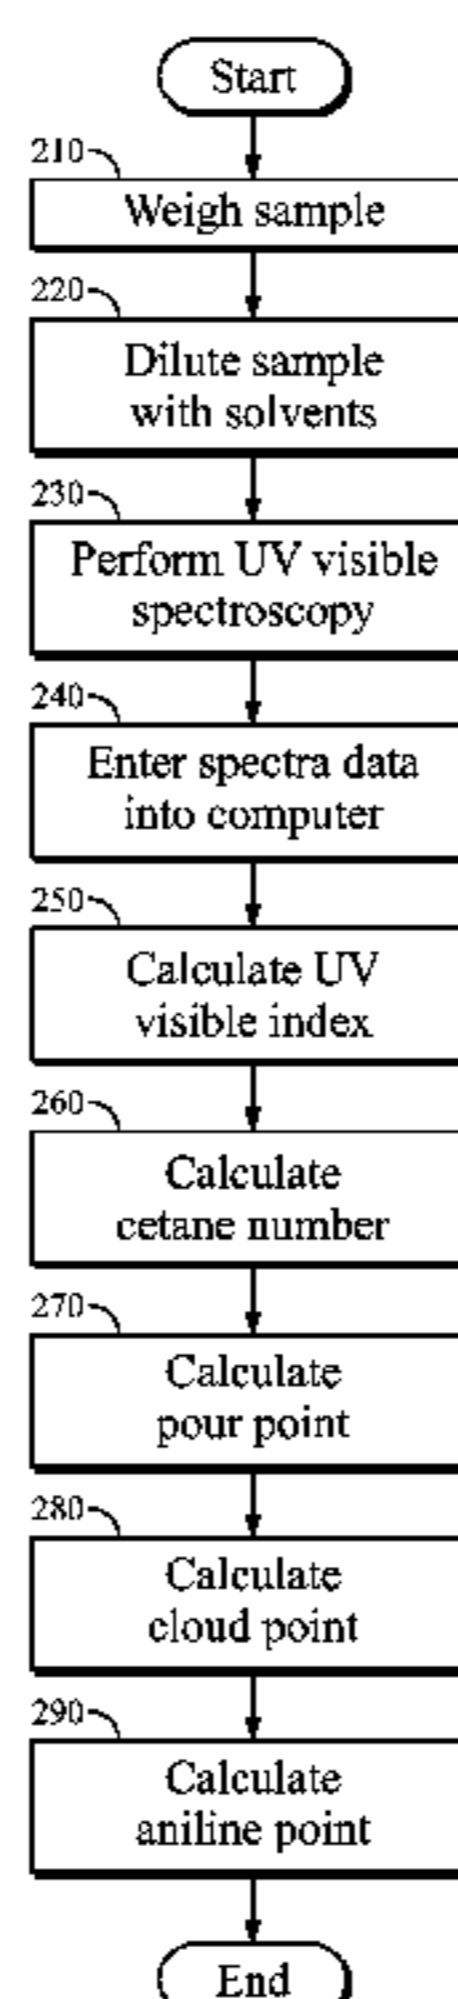 Start
210
Weigh sample
220
Dilute sample
with solvents
230
Perform UV visible
spectroscopy
240
Enter spectra data
into computer
250
Calculate UV
visible index
260
Calculate
cetane number
270
Calculate
pour point
280
Calculate
cloud point
290
Calculate
aniline point
End